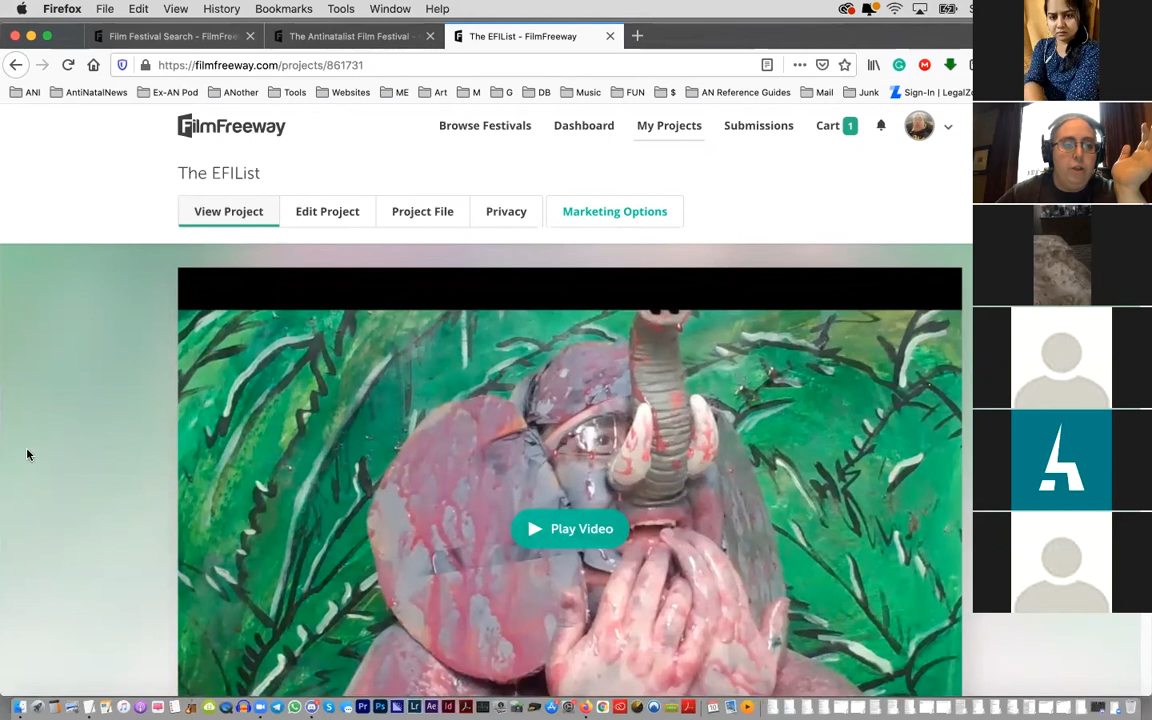 Firefox File Edit View History Bookmarks Tools Window Help
Film Festival Search - FilmFree The Antinatalist Film Festival - The EFIList - FilmFreeway
https://filmfreeway.com/projects/861731
ANI AntiNatalNews Ex-AN Pod ANother Tools Websites ME Art M G DB Music FUN $ AN Reference Guides Mail Junk Sign-In | LegalZ
FilmFreeway Browse Festivals Dashboard My Projects Submissions Cart 1
The EFIList
View Project Edit Project Project File Privacy Marketing Options
Play Video